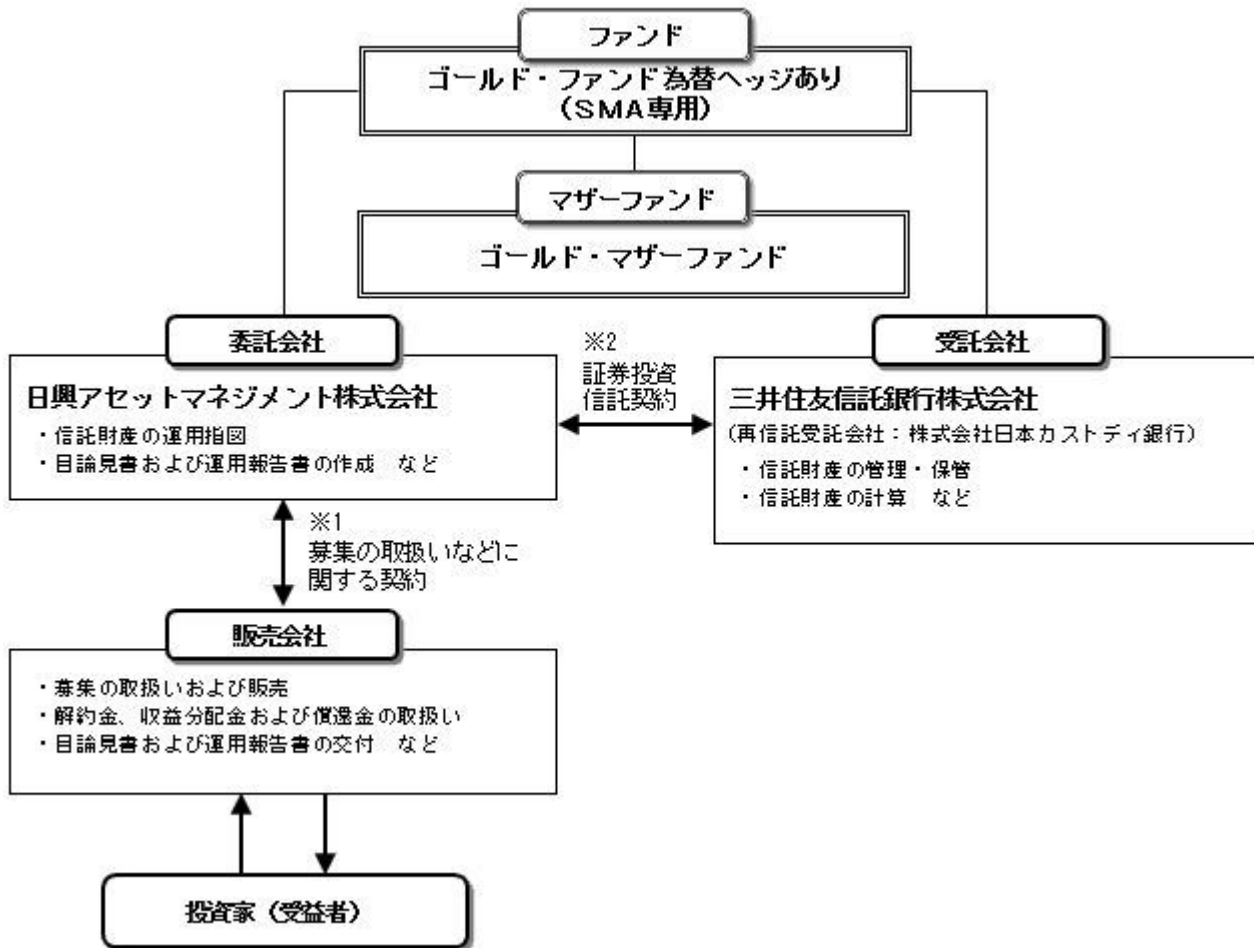 ファンド
ゴールド・ファンド為替ヘッジあり
(SMA専用)
マザーファンド
ゴールド・マザーファンド
委託会社
日興アセットマネジメント株式会社
・信託財産の運用指図
・目論見書および運用報告書の作成　など
※2
証券投資
信託契約
受託会社
三井住友信託銀行株式会社
(再信託受託会社：株式会社日本カストディ銀行)
・信託財産の管理・保管
・信託財産の計算　など
※1
募集の取扱いなどに
関する契約
販売会社
・募集の取扱いおよび販売
・解約金、収益分配金および償還金の取扱い
・目論見書および運用報告書の交付　など
投資家（受益者）